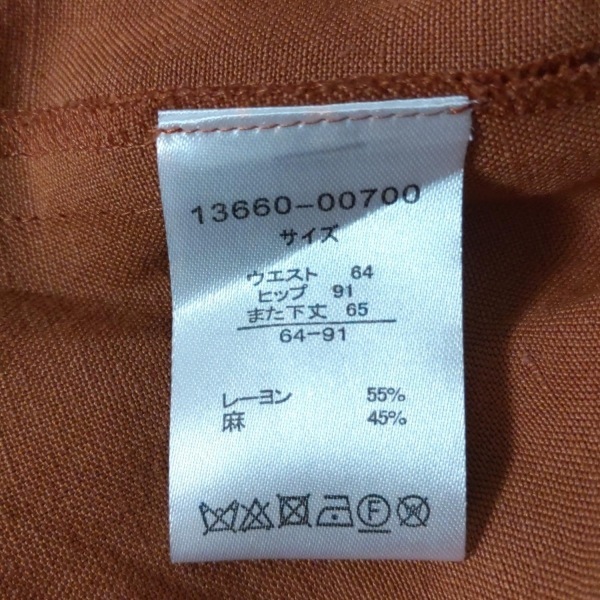 13660-00700
サイズ
ウエスト 64
ヒップ 91
また下丈 65
64-91
レーヨン 55%
麻 45%
F